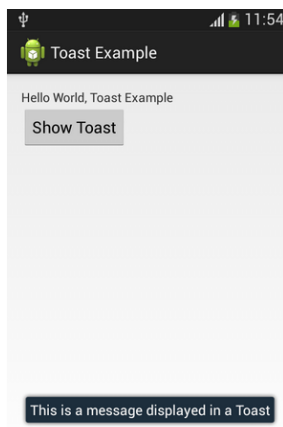 11:54
Toast Example
Hello World, Toast Example
Show Toast
This is a message displayed in a Toast